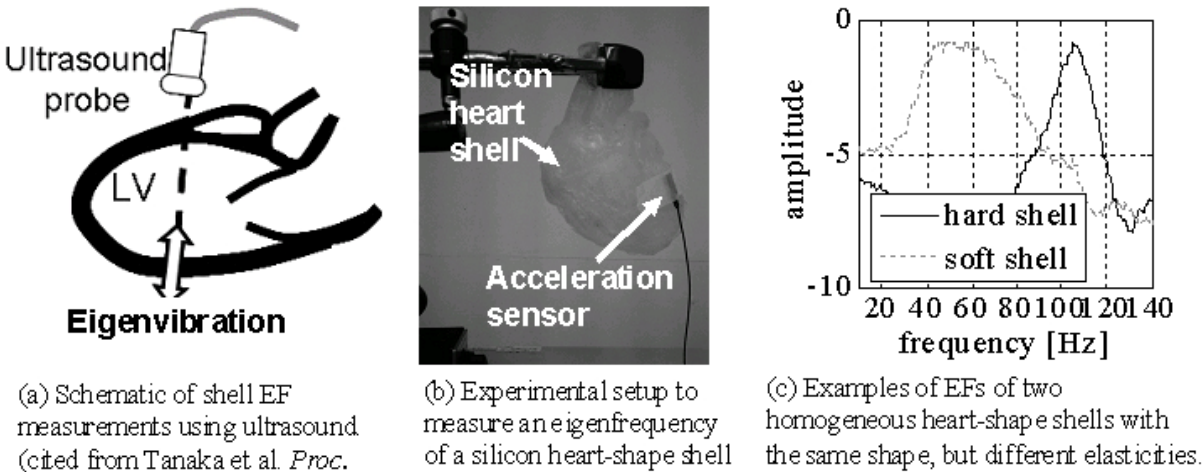 Ultrasound
probe
LV
Eigenvibration
(a) Schematic of shell EF
measurements using ultrasound
(cited from Tanaka et al. Proc.
Silicon
heart
shell
Acceleration
sensor
(b) Experimental setup to
measure an eigenfrequency
of a silicon heart-shape shell
amplitude
0
-5
-10
hard shell
soft shell
20 40 60 80 100 120 140
frequency [Hz]
(c) Examples of EFs of two
homogeneous heart-shape shells with
the same shape, but different elasticities.